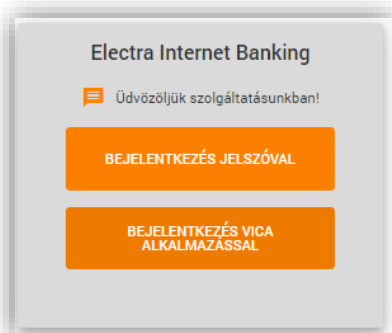 Electra Internet Banking
Üdvözöljük szolgáltatásunkban!
BEJELENTKEZÉS JELSZÓVAL
BEJELENTKEZÉS VICA
ALKALMAZÁSSAL